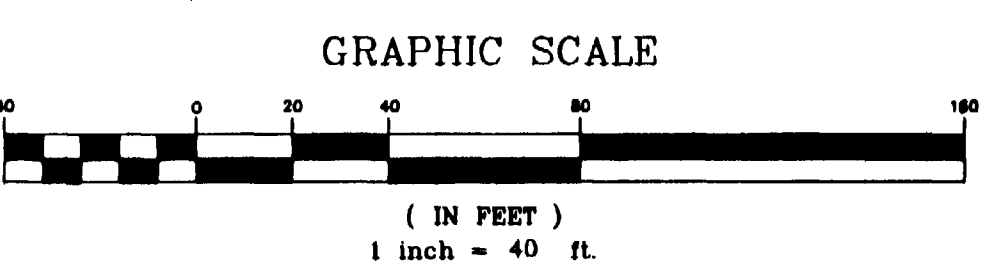 GRAPHIC SCALE
0 20 40 80 160
( IN FEET )
1 inch = 40 ft.